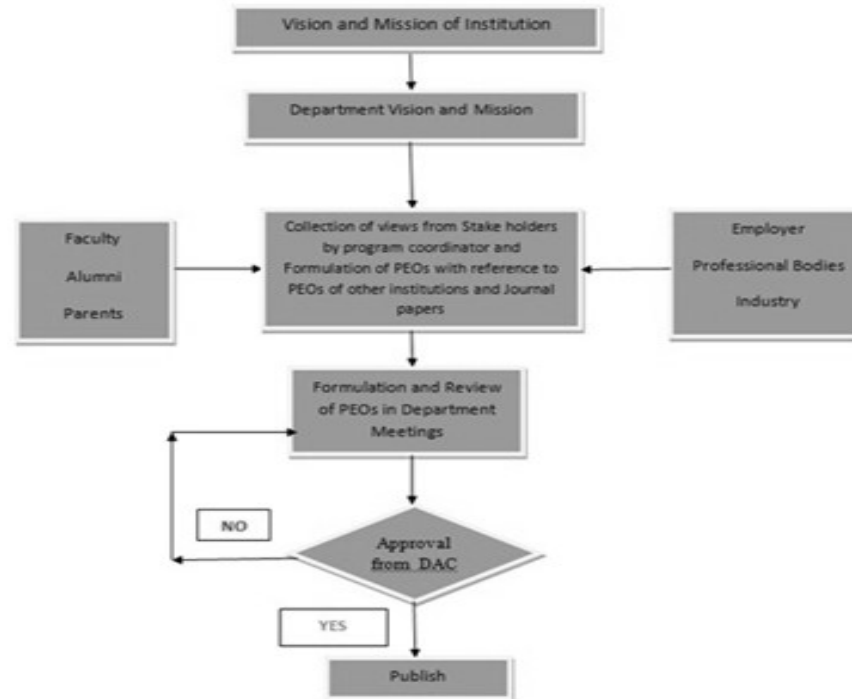 Vision and Mission of Institution
Department Vision and Mission
Faculty
Alumni
Parents
Collection of views from Stake holders
by program coordinator and
Formulation of PEOs with reference to
PEOs of other institutions and Journal
papers
Employer
Professional Bodies
Industry
Formulation and Review
of PEOs in Department
Meetings
NO
Approval
from DAC
YES
Publish